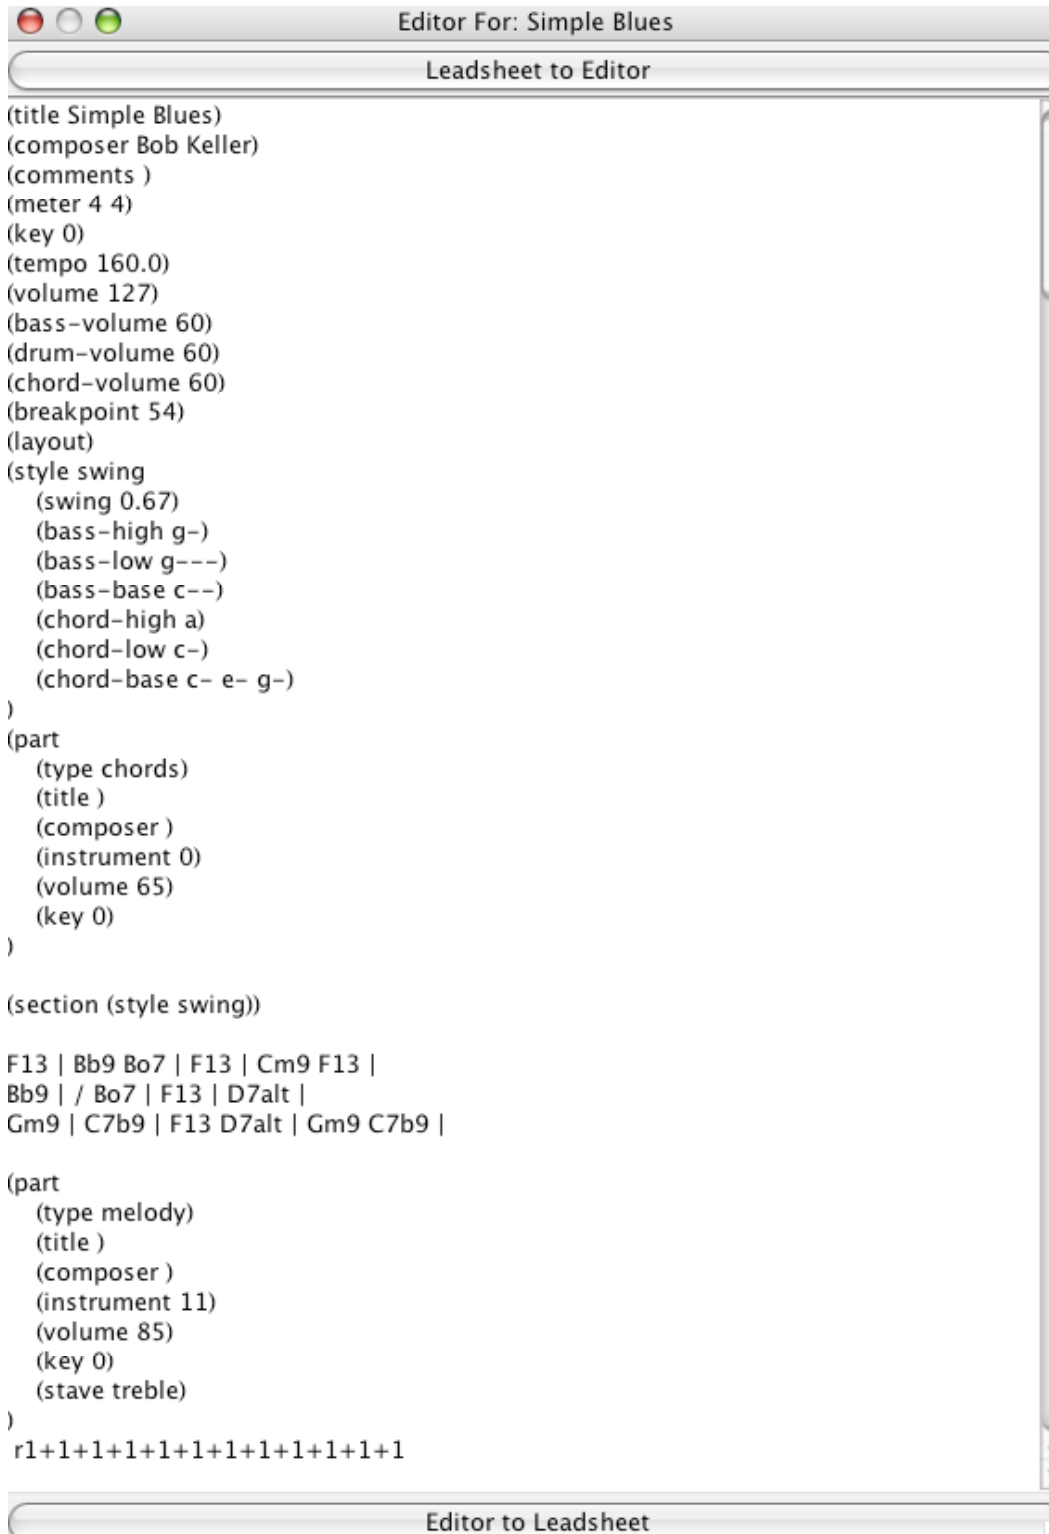 Editor For: Simple Blues
Leadsheet to Editor
(title Simple Blues)
(composer Bob Keller)
(comments )
(meter 4 4)
(key 0)
(tempo 160.0)
(volume 127)
(bass-volume 60)
(drum-volume 60)
(chord-volume 60)
(breakpoint 54)
(layout)
(style swing
(swing 0.67)
(bass-high g-)
(bass-low g---)
(bass-base c--)
(chord-high a)
(chord-low c-)
(chord-base c- e- g-)
)
(part
(type chords)
(title )
(composer )
(instrument 0)
(volume 65)
(key 0)
)
(section (style swing))
F13 | Bb9 Bo7 | F13 | Cm9 F13 |
Bb9 | / Bo7 | F13 | D7alt |
Gm9 | C7b9 | F13 D7alt | Gm9 C7b9 |
(part
(type melody)
(title )
(composer )
(instrument 11)
(volume 85)
(key 0)
(stave treble)
)
r1+1+1+1+1+1+1+1+1+1+1+1
Editor to Leadsheet